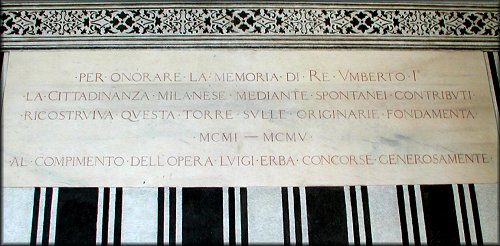 ·PER·ONORARE·LA·MEMORIA·DI·RE·VMBERTO·I°
LA·CITTADINANZA·MILANESE·MEDIANTE·SPONTANEI·CONTRIBVTI·
RICOSTRVIVA·QVESTA·TORRE·SVLLE·ORIGINARIE·FONDAMENTA
·MCMI—MCMV·
·AL·COMPIMENTO·DELL'OPERA·LVIGI·ERBA·CONCORSE·GENEROSAMENTE·